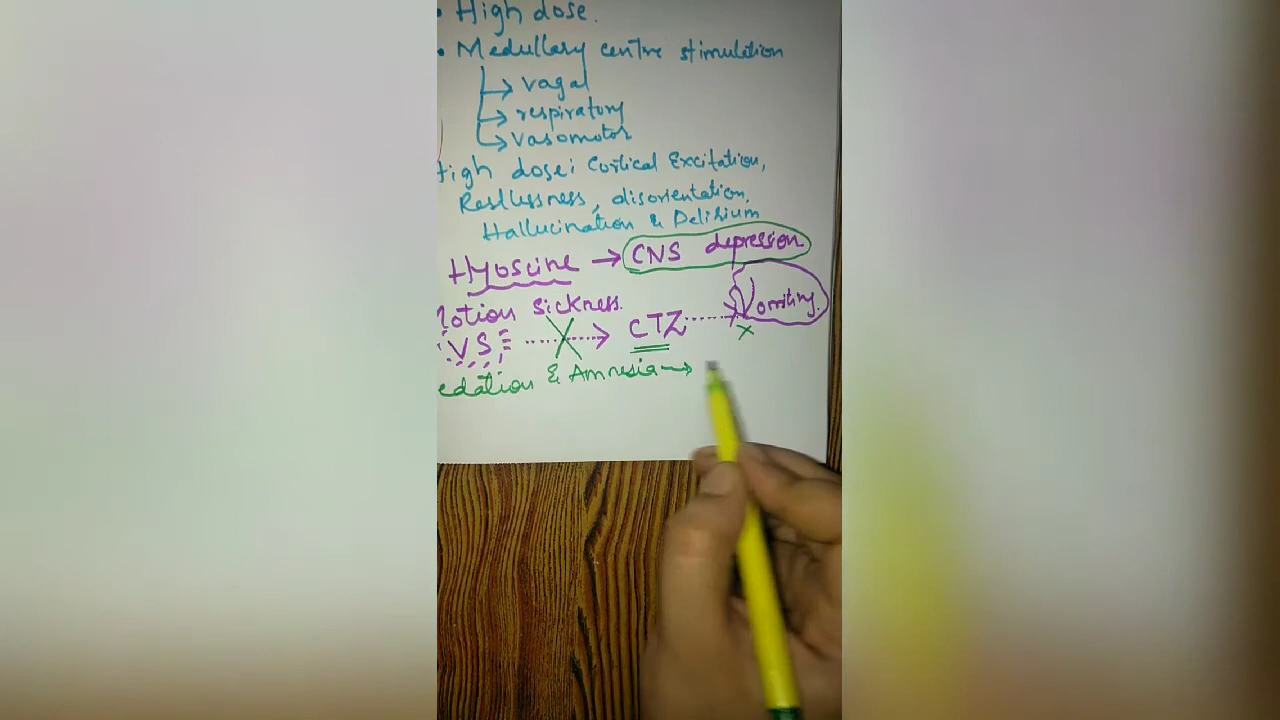 • High dose.
• Medullary centre stimulation
→ vagal
→ respiratory
→ vasomotor
High dose: Cortical Excitation,
Restlessness, disorientation,
Hallucination & Delirium
Hyoscine → CNS depression
Motion Sickness.
VS ⋯→ CTZ ⋯→ Vomiting.
x
edation & Amnesia →